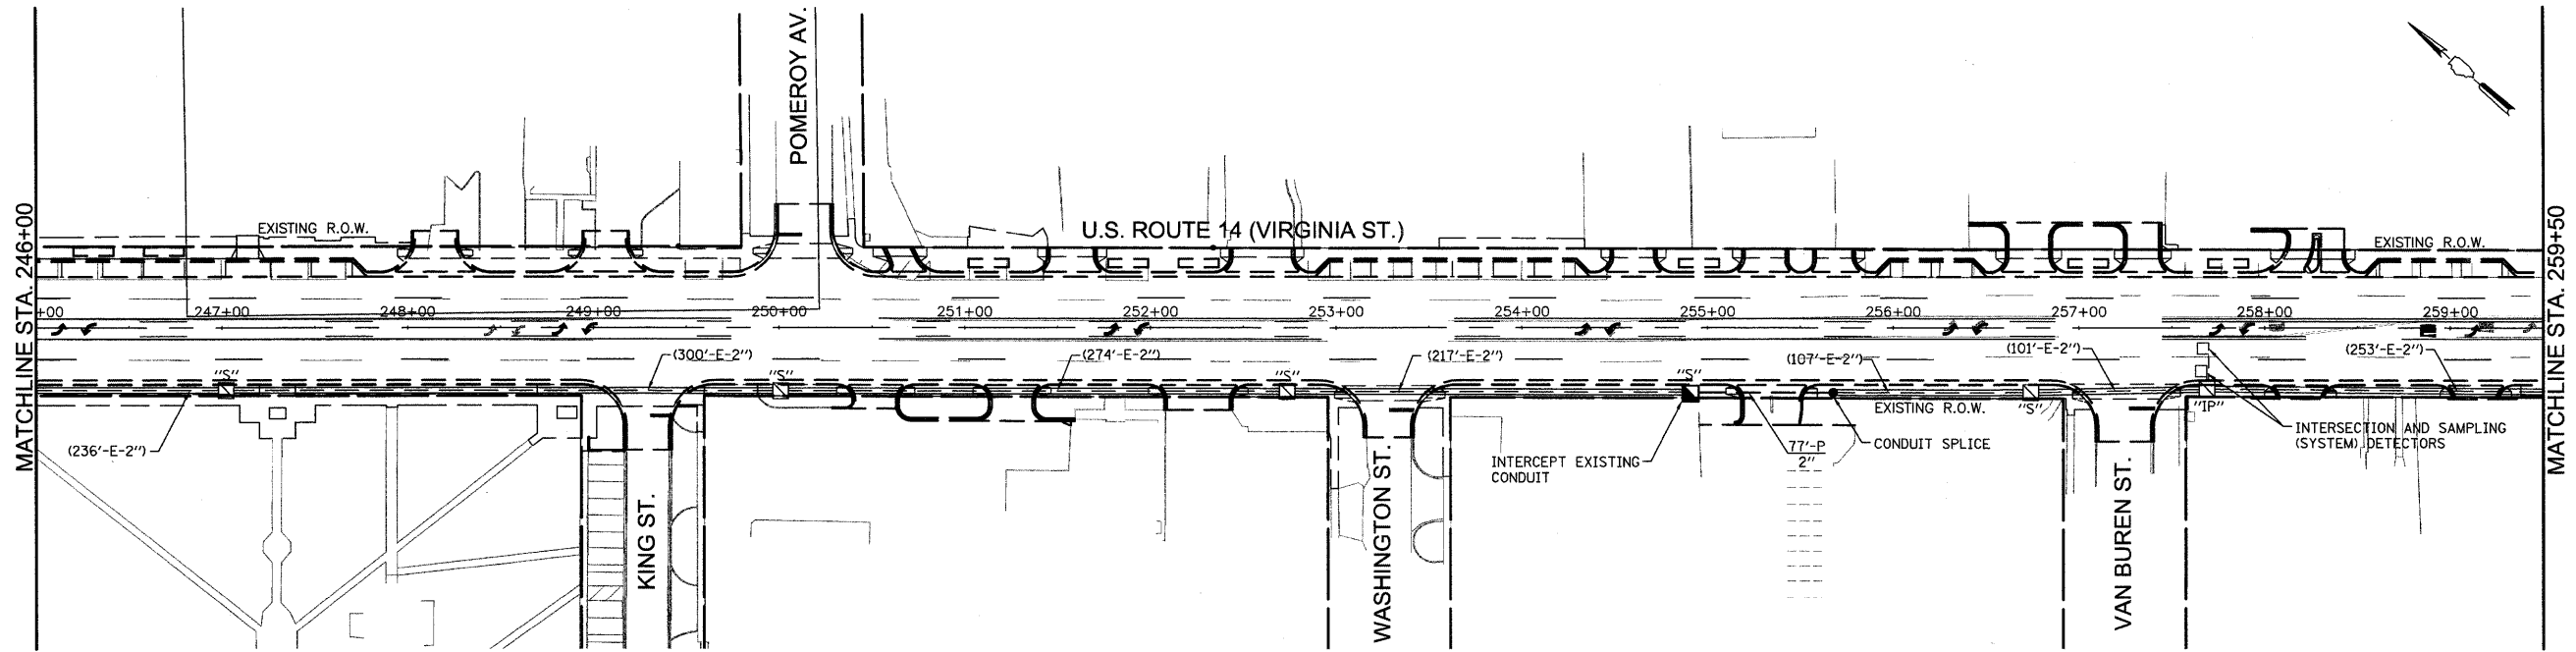 MATCHLINE STA. 246+00
POMEROY AV.
EXISTING R.O.W.
U.S. ROUTE 14 (VIRGINIA ST.)
EXISTING R.O.W.
MATCHLINE STA. 259+50
+00
247+00
248+00
249+00
250+00
251+00
252+00
253+00
254+00
255+00
256+00
257+00
258+00
259+00
(300'-E-2")
(274'-E-2")
(217'-E-2")
(107'-E-2")
(101'-E-2")
(253'-E-2")
"S"
"S"
"S"
"S"
"S"
"IP"
EXISTING R.O.W.
(236'-E-2")
INTERCEPT EXISTING
CONDUIT
77'-P
2"
CONDUIT SPLICE
INTERSECTION AND SAMPLING
(SYSTEM) DETECTORS
KING ST.
WASHINGTON ST.
VAN BUREN ST.